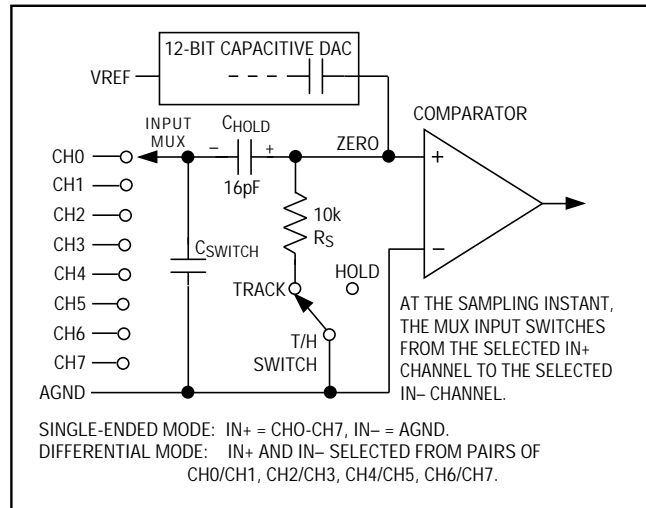 12-BIT CAPACITIVE DAC
VREF
COMPARATOR
INPUT
MUX
– CHOLD +
ZERO
16pF
CH0
CH1
CH2
CH3
CH4
CH5
CH6
CH7
AGND
CSWITCH
10k
RS
TRACK
HOLD
T/H
SWITCH
+
–
AT THE SAMPLING INSTANT,
THE MUX INPUT SWITCHES
FROM THE SELECTED IN+
CHANNEL TO THE SELECTED
IN– CHANNEL.
SINGLE-ENDED MODE: IN+ = CHO-CH7, IN– = AGND.
DIFFERENTIAL MODE: IN+ AND IN– SELECTED FROM PAIRS OF
CH0/CH1, CH2/CH3, CH4/CH5, CH6/CH7.